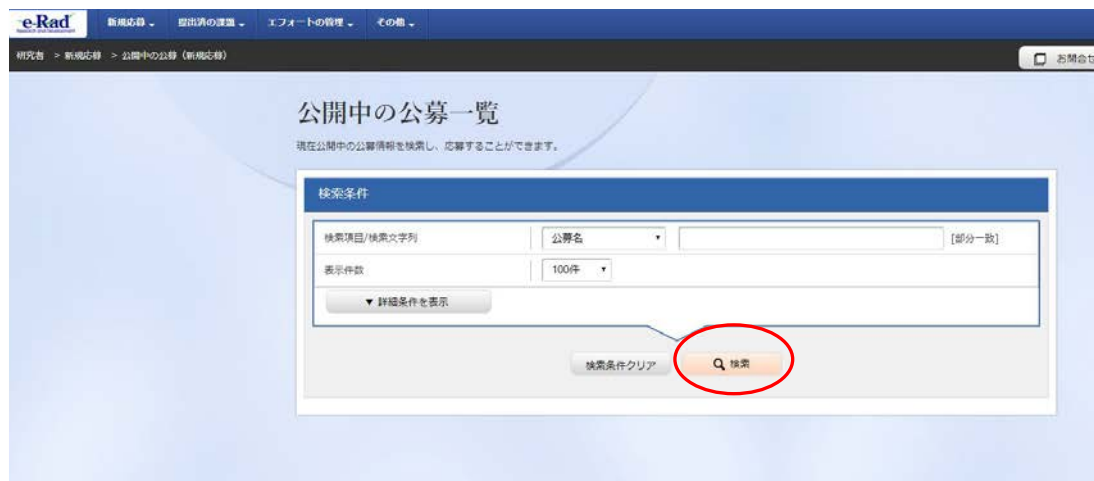 e-Rad 新規応募 提出済の課題 エフォートの管理 その他
研究者 > 新規応募 > 公開中の公募（新規応募）
お問合せ
公開中の公募一覧
現在公開中の公募情報を検索し、応募することができます。
検索条件
検索項目/検索文字列 公募名 [部分一致]
表示件数 100件
▼ 詳細条件を表示
検索条件クリア 検索